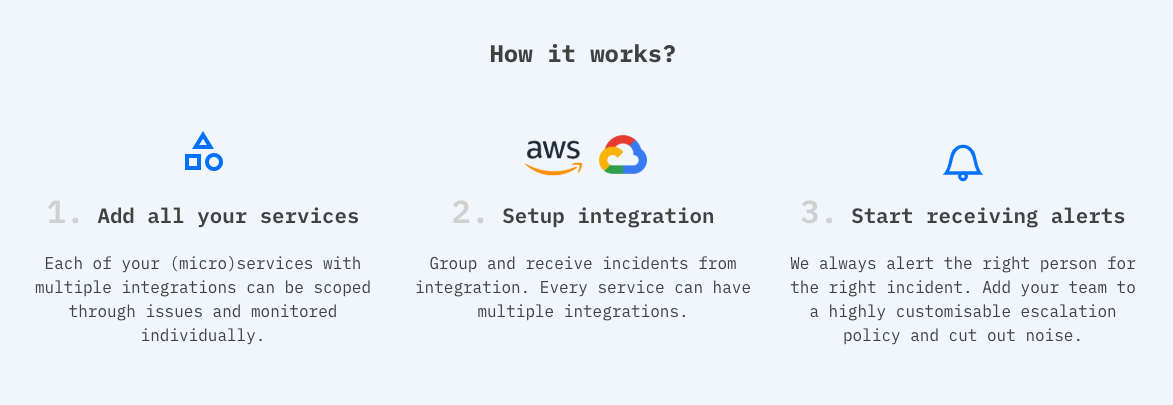 How it works?
aws
1. Add all your services
Each of your (micro)services with
multiple integrations can be scoped
through issues and monitored
individually.
2. Setup integration
Group and receive incidents from
integration. Every service can have
multiple integrations.
3. Start receiving alerts
We always alert the right person for
the right incident. Add your team to
a highly customisable escalation
policy and cut out noise.